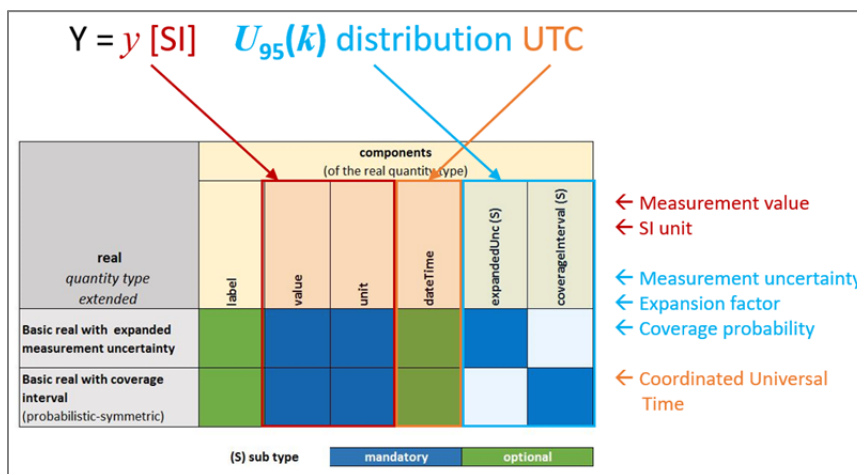 Y = y [SI] U95(k) distribution UTC
components
(of the real quantity type)
real
quantity type
extended
label
value
unit
dateTime
expandedUnc (S)
coverageInterval (S)
← Measurement value
← SI unit
← Measurement uncertainty
← Expansion factor
← Coverage probability
← Coordinated Universal
Time
Basic real with expanded
measurement uncertainty
Basic real with coverage
interval
(probabilistic-symmetric)
(S) sub type mandatory optional